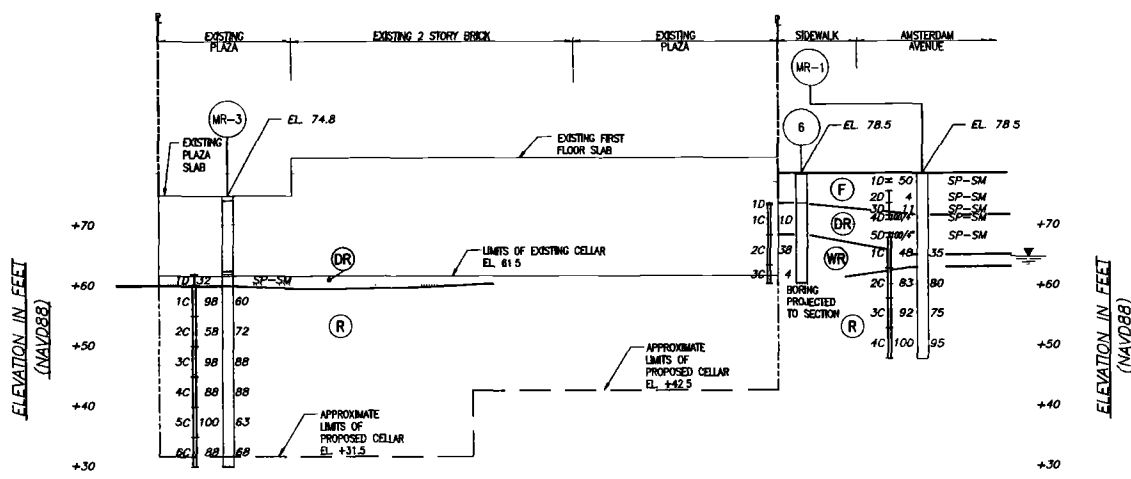 EXISTING
PLAZA
EXISTING 2 STORY BRICK
EXISTING
PLAZA
SIDEWALK
AMSTERDAM
AVENUE
MR-1
MR-3
EL. 74.8
6
EL. 78.5
EL. 78.5
EXISTING
PLAZA
SLAB
EXISTING FIRST
FLOOR SLAB
F
1D 50 SP-SM
2D 4 SP-SM
3D 11 SP-SM
4D 100/4" SP-SM
5D 100/4" SP-SM
1C 48 35
2C 83 80
3C 92 75
4C 100 95
DR
WR
R
1D
1C 1D
2C 38
3C 4
BORING
PROJECTED
TO SECTION
+70
+60
+50
+40
+30
ELEVATION IN FEET
(NAVD88)
DR
LIMITS OF EXISTING CELLAR
EL 61.5
1D 32 SP-SM
1C 98 60
2C 58 72
3C 98 88
4C 88 88
5C 100 63
6C 88 68
R
APPROXIMATE
LIMITS OF
PROPOSED CELLAR
EL. +42.5
APPROXIMATE
LIMITS OF
PROPOSED CELLAR
EL. +31.5
+70
+60
+50
+40
+30
ELEVATION IN FEET
(NAVD88)